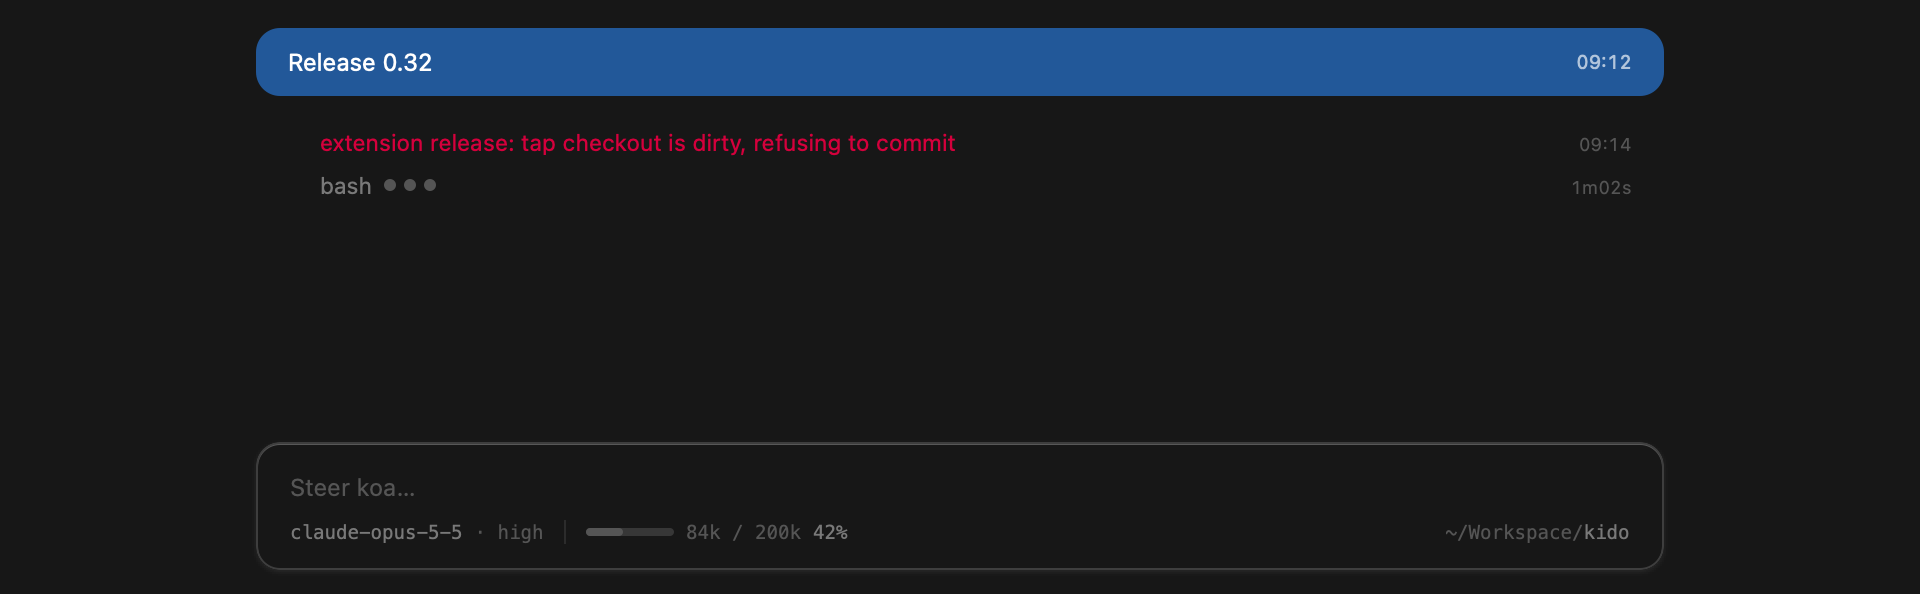 Release 0.32 09:12
extension release: tap checkout is dirty, refusing to commit 09:14
bash 1m02s
Steer koa…
claude-opus-5-5 · high 84k / 200k 42% ~/Workspace/kido